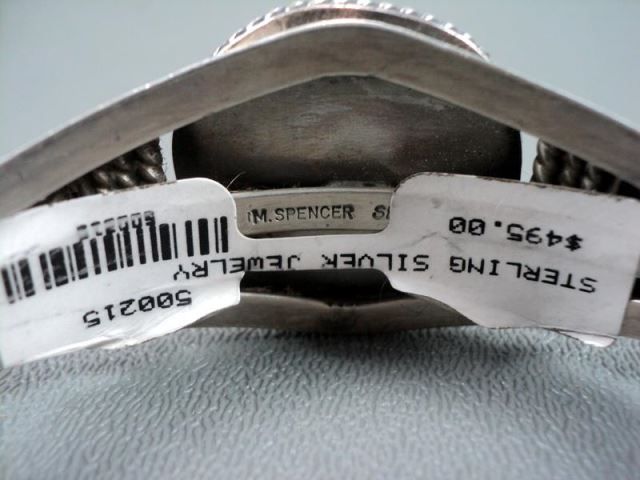 M. SPENCER
$495.00
STERLING SILVER JEWELRY
500215